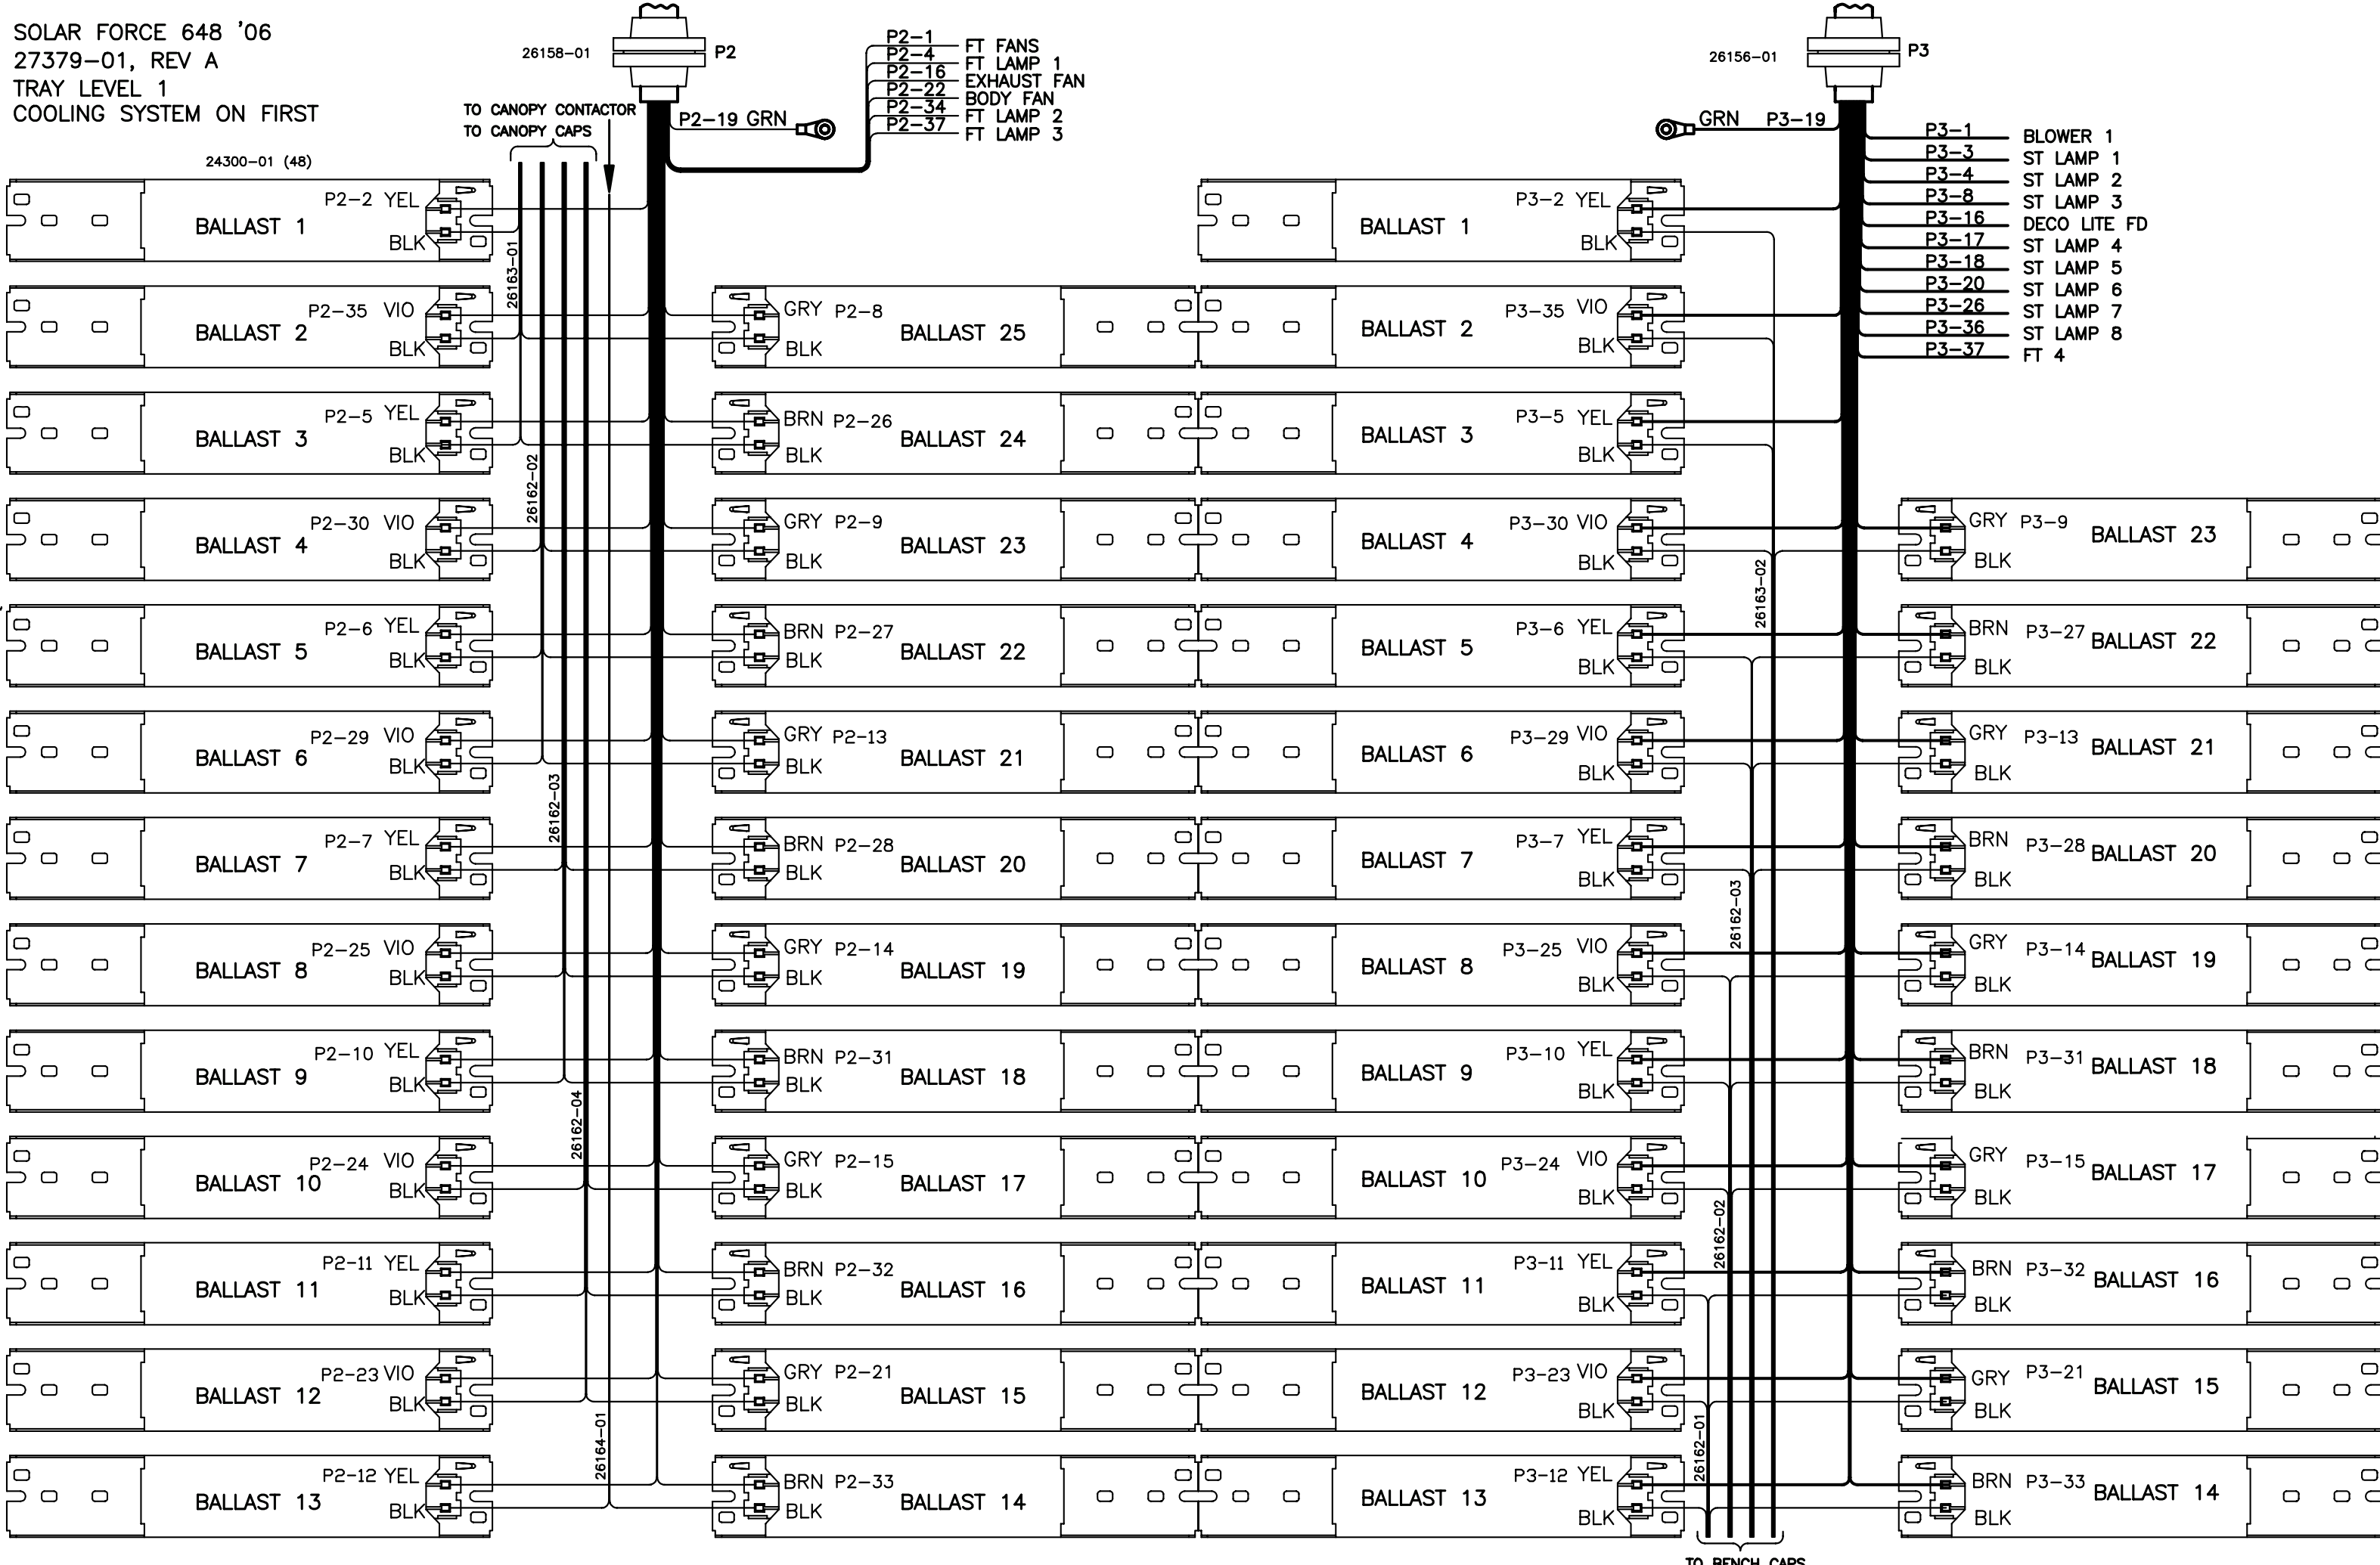 SOLAR FORCE 648 '06
27379-01, REV A
TRAY LEVEL 1
COOLING SYSTEM ON FIRST
26158-01
P2
P2-1 FT FANS
P2-4 FT LAMP 1
P2-16 EXHAUST FAN
P2-22 BODY FAN
P2-34 FT LAMP 2
P2-37 FT LAMP 3
P2-19 GRN
TO CANOPY CONTACTOR
TO CANOPY CAPS
26156-01
P3
GRN P3-19
P3-1 BLOWER 1
P3-3 ST LAMP 1
P3-4 ST LAMP 2
P3-8 ST LAMP 3
P3-16 DECO LITE FD
P3-17 ST LAMP 4
P3-18 ST LAMP 5
P3-20 ST LAMP 6
P3-26 ST LAMP 7
P3-36 ST LAMP 8
P3-37 FT 4
24300-01 (48)
BALLAST 1 P2-2 YEL
BLK
BALLAST 2 P2-35 VIO
BLK
BALLAST 3 P2-5 YEL
BLK
BALLAST 4 P2-30 VIO
BLK
BALLAST 5 P2-6 YEL
BLK
BALLAST 6 P2-29 VIO
BLK
BALLAST 7 P2-7 YEL
BLK
BALLAST 8 P2-25 VIO
BLK
BALLAST 9 P2-10 YEL
BLK
BALLAST 10 P2-24 VIO
BLK
BALLAST 11 P2-11 YEL
BLK
BALLAST 12 P2-23 VIO
BLK
BALLAST 13 P2-12 YEL
BLK
26163-01
26162-02
26162-03
26162-04
26164-01
GRY P2-8 BALLAST 25
BLK
BRN P2-26 BALLAST 24
BLK
GRY P2-9 BALLAST 23
BLK
BRN P2-27 BALLAST 22
BLK
GRY P2-13 BALLAST 21
BLK
BRN P2-28 BALLAST 20
BLK
GRY P2-14 BALLAST 19
BLK
BRN P2-31 BALLAST 18
BLK
GRY P2-15 BALLAST 17
BLK
BRN P2-32 BALLAST 16
BLK
GRY P2-21 BALLAST 15
BLK
BRN P2-33 BALLAST 14
BLK
BALLAST 1 P3-2 YEL
BLK
BALLAST 2 P3-35 VIO
BLK
BALLAST 3 P3-5 YEL
BLK
BALLAST 4 P3-30 VIO
BLK
BALLAST 5 P3-6 YEL
BLK
BALLAST 6 P3-29 VIO
BLK
BALLAST 7 P3-7 YEL
BLK
BALLAST 8 P3-25 VIO
BLK
BALLAST 9 P3-10 YEL
BLK
BALLAST 10 P3-24 VIO
BLK
BALLAST 11 P3-11 YEL
BLK
BALLAST 12 P3-23 VIO
BLK
BALLAST 13 P3-12 YEL
BLK
26163-02
26162-03
26162-02
26162-01
GRY P3-9 BALLAST 23
BLK
BRN P3-27 BALLAST 22
BLK
GRY P3-13 BALLAST 21
BLK
BRN P3-28 BALLAST 20
BLK
GRY P3-14 BALLAST 19
BLK
BRN P3-31 BALLAST 18
BLK
GRY P3-15 BALLAST 17
BLK
BRN P3-32 BALLAST 16
BLK
GRY P3-21 BALLAST 15
BLK
BRN P3-33 BALLAST 14
BLK
TO BENCH CAPS